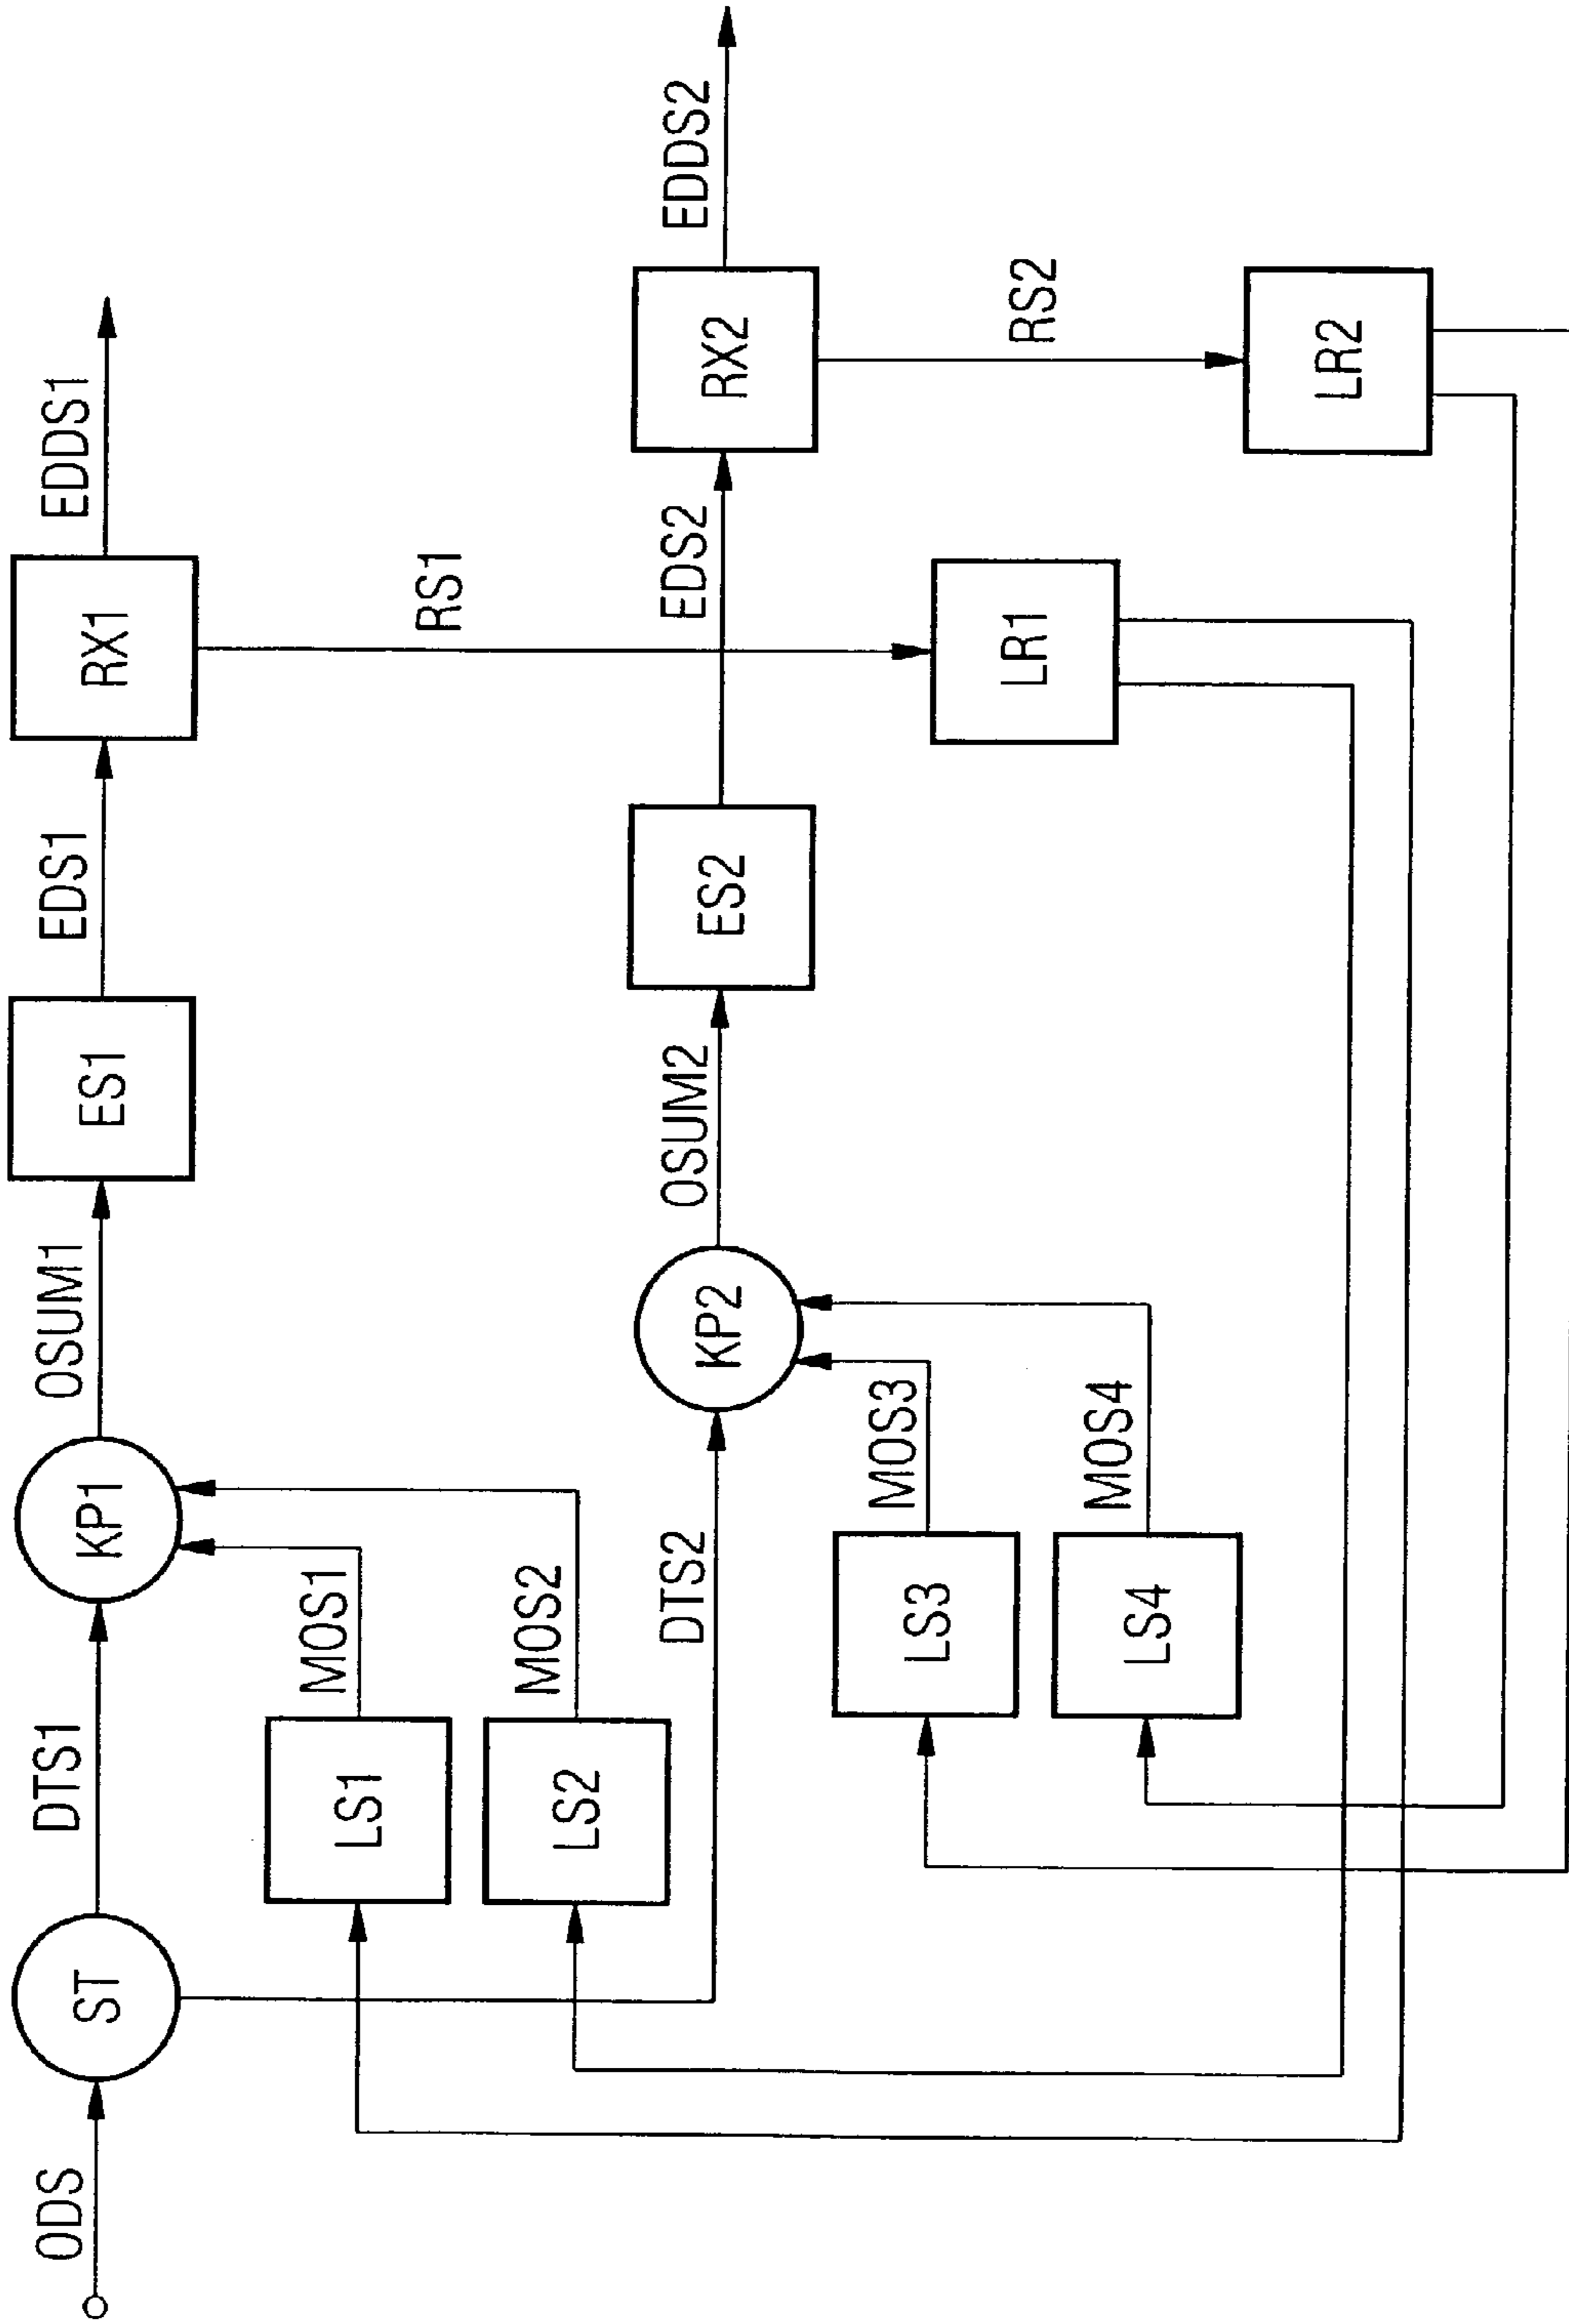 ODS
ST
DTS1
KP1
OSUM1
ES1
EDS1
RX1
EDDS1
LS1
MOS1
LS2
MOS2
RS1
DTS2
KP2
OSUM2
ES2
EDS2
RX2
EDDS2
LS3
MOS3
LS4
MOS4
LR1
RS2
LR2